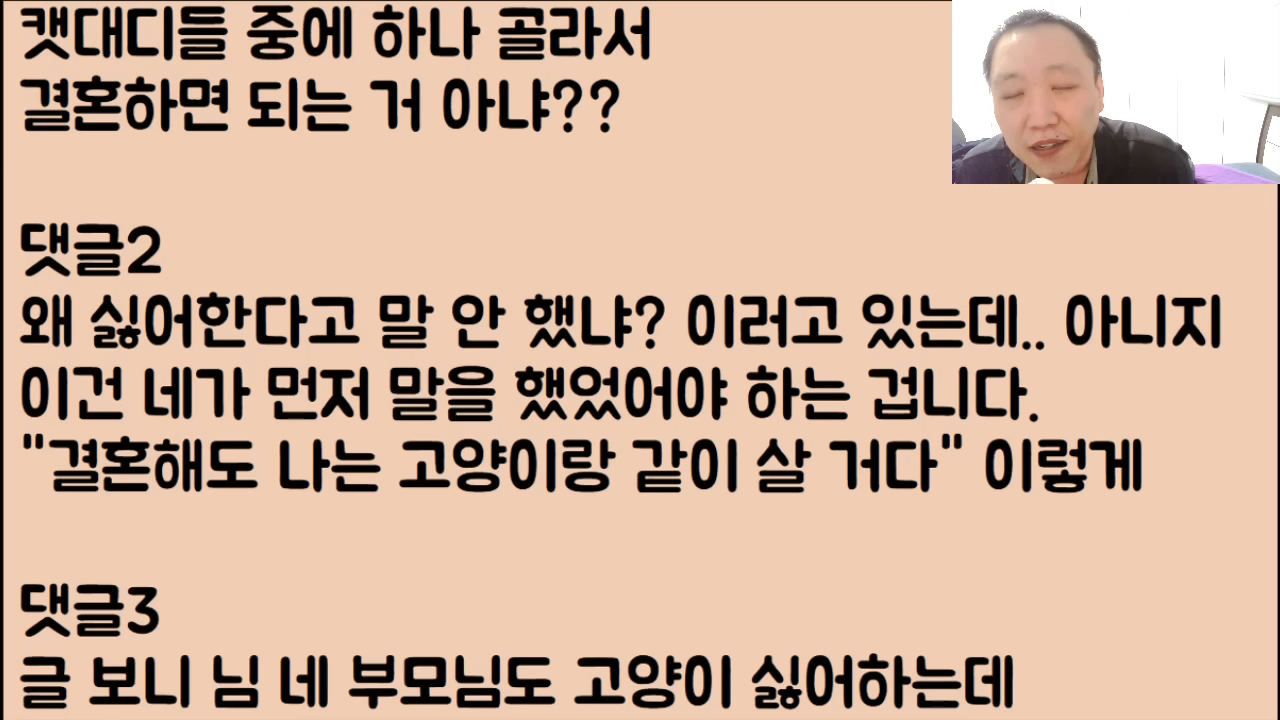 캣대디들 중에 하나 골라서
결혼하면 되는 거 아냐??
댓글2
왜 싫어한다고 말 안 했냐? 이러고 있는데.. 아니지
이건 네가 먼저 말을 했었어야 하는 겁니다.
"결혼해도 나는 고양이랑 같이 살 거다" 이렇게
댓글3
글 보니 님 네 부모님도 고양이 싫어하는데